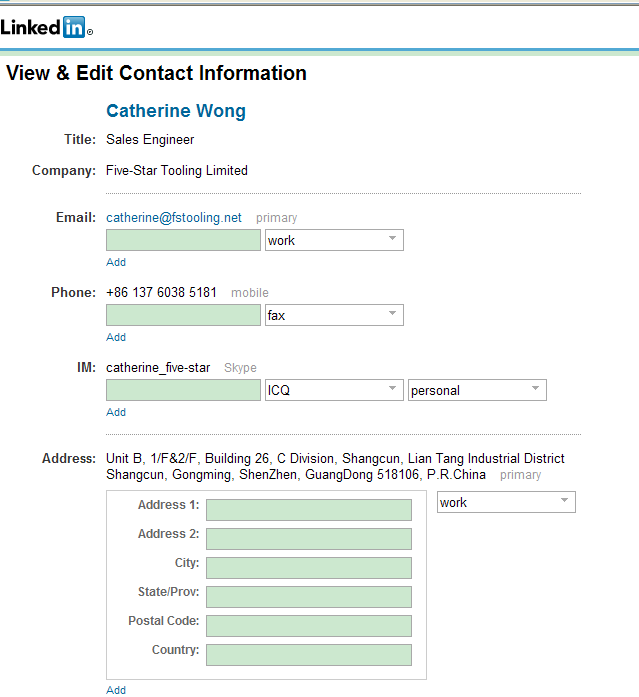 Linked in ®
View & Edit Contact Information
Catherine Wong
Title: Sales Engineer
Company: Five-Star Tooling Limited
Email: catherine@fstooling.net primary
work
Add
Phone: +86 137 6038 5181 mobile
fax
Add
IM: catherine_five-star Skype
ICQ personal
Add
Address: Unit B, 1/F&2/F, Building 26, C Division, Shangcun, Lian Tang Industrial District
Shangcun, Gongming, ShenZhen, GuangDong 518106, P.R.China primary
work
Address 1:
Address 2:
City:
State/Prov:
Postal Code:
Country:
Add